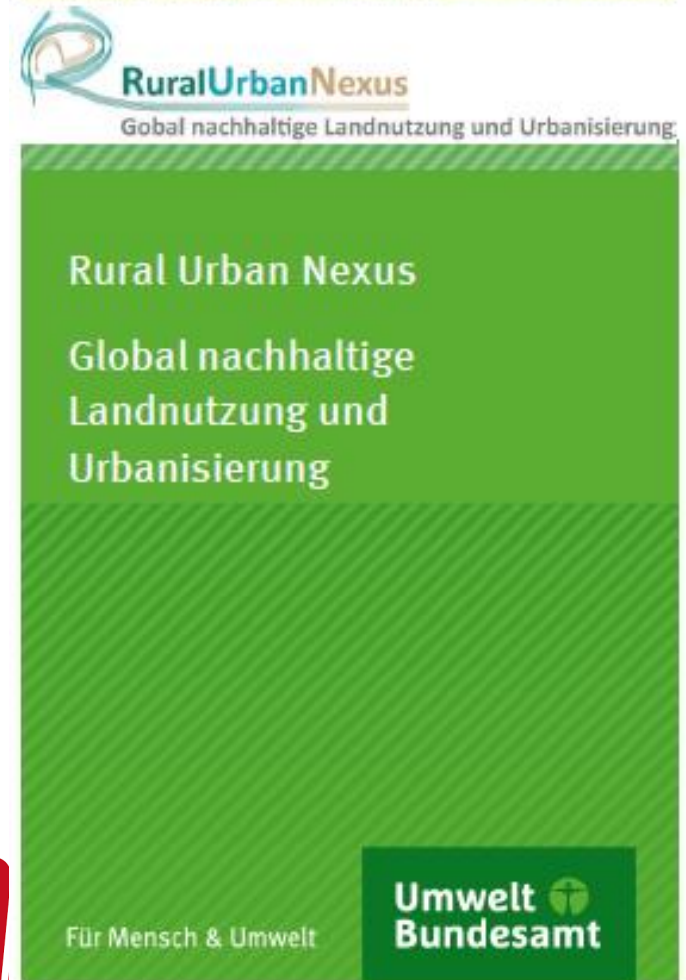 RuralUrbanNexus
Gobal nachhaltige Landnutzung und Urbanisierung
Rural Urban Nexus
Global nachhaltige
Landnutzung und
Urbanisierung
Für Mensch & Umwelt
Umwelt
Bundesamt